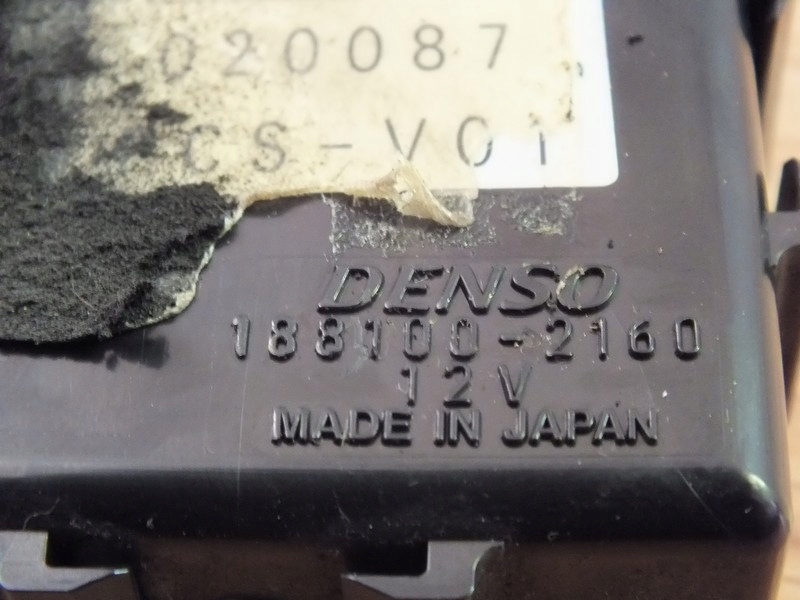 020087
CS-V01
DENSO
188100-2160
12V
MADE IN JAPAN